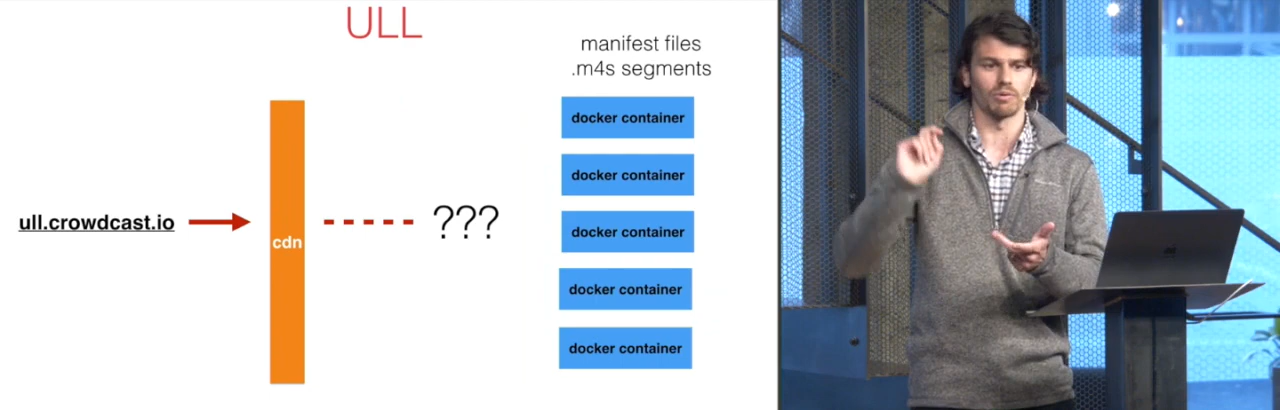 ULL
manifest files
.m4s segments
docker container
docker container
ull.crowdcast.io
cdn
???
docker container
docker container
docker container